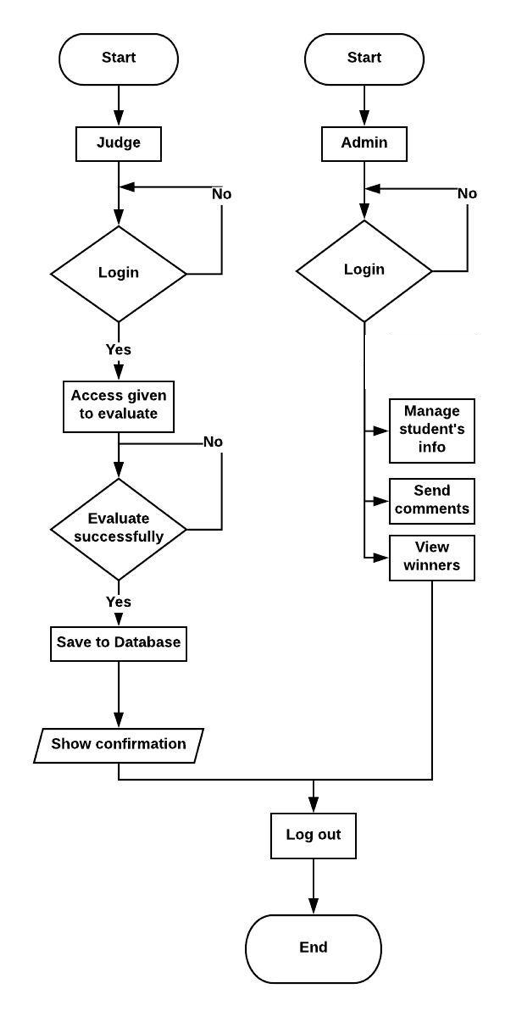 Start
Judge
No
Login
Yes
Access given
to evaluate
No
Evaluate
successfully
Yes
Save to Database
Show confirmation
Start
Admin
No
Login
Manage
student's
info
Send
comments
View
winners
Log out
End